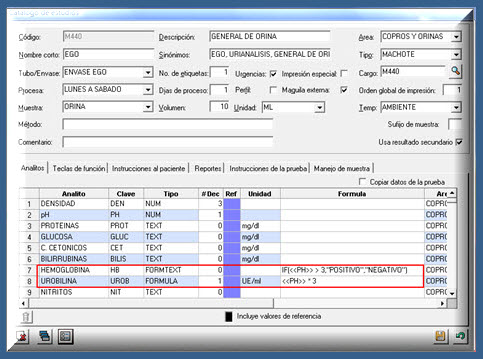 Código: M440 Descripción: GENERAL DE ORINA Area: COPROS Y ORINAS
Nombre corto: EGO Sinónimos: EGO, URIANALISIS, GENERAL DE ORI Tipo: MACHOTE
Tubo/Envase: ENVASE EGO No. de etiquetas: 1 Urgencias: Impresión especial: Cargo: M440
Procesa: LUNES A SABADO Días de proceso: 1 Perfil: Maquila externa: Orden global de impresión: 1
Muestra: ORINA Volumen: 10 Unidad: ML Temp: AMBIENTE
Método: Sufijo de muestra:
Comentario: Usa resultado secundario
Analitos Teclas de función Instrucciones al paciente Reportes Instrucciones de la prueba Manejo de muestra
Copiar datos de la prueba
Analito Clave Tipo # Dec Ref Unidad Formula Are
1 DENSIDAD DEN NUM 3 COPRO
2 pH PH NUM 1 COPRO
3 PROTEINAS PROT TEXT 0 mg/dl COPRO
4 GLUCOSA GLUC TEXT 0 mg/dl COPRO
5 C. CETONICOS CET TEXT 0 mg/dl COPRO
6 BILIRRUBINAS BILIS TEXT 0 mg/dl COPRO
7 HEMOGLOBINA HB FORMTEXT 0 IF(<<PH>> > 3,"POSITIVO","NEGATIVO") COPRO
8 UROBILINA UROB FORMULA 1 UE/ml <<PH>> * 3 COPRO
9 NITRITOS NIT TEXT 0 COPRO
Incluye valores de referencia